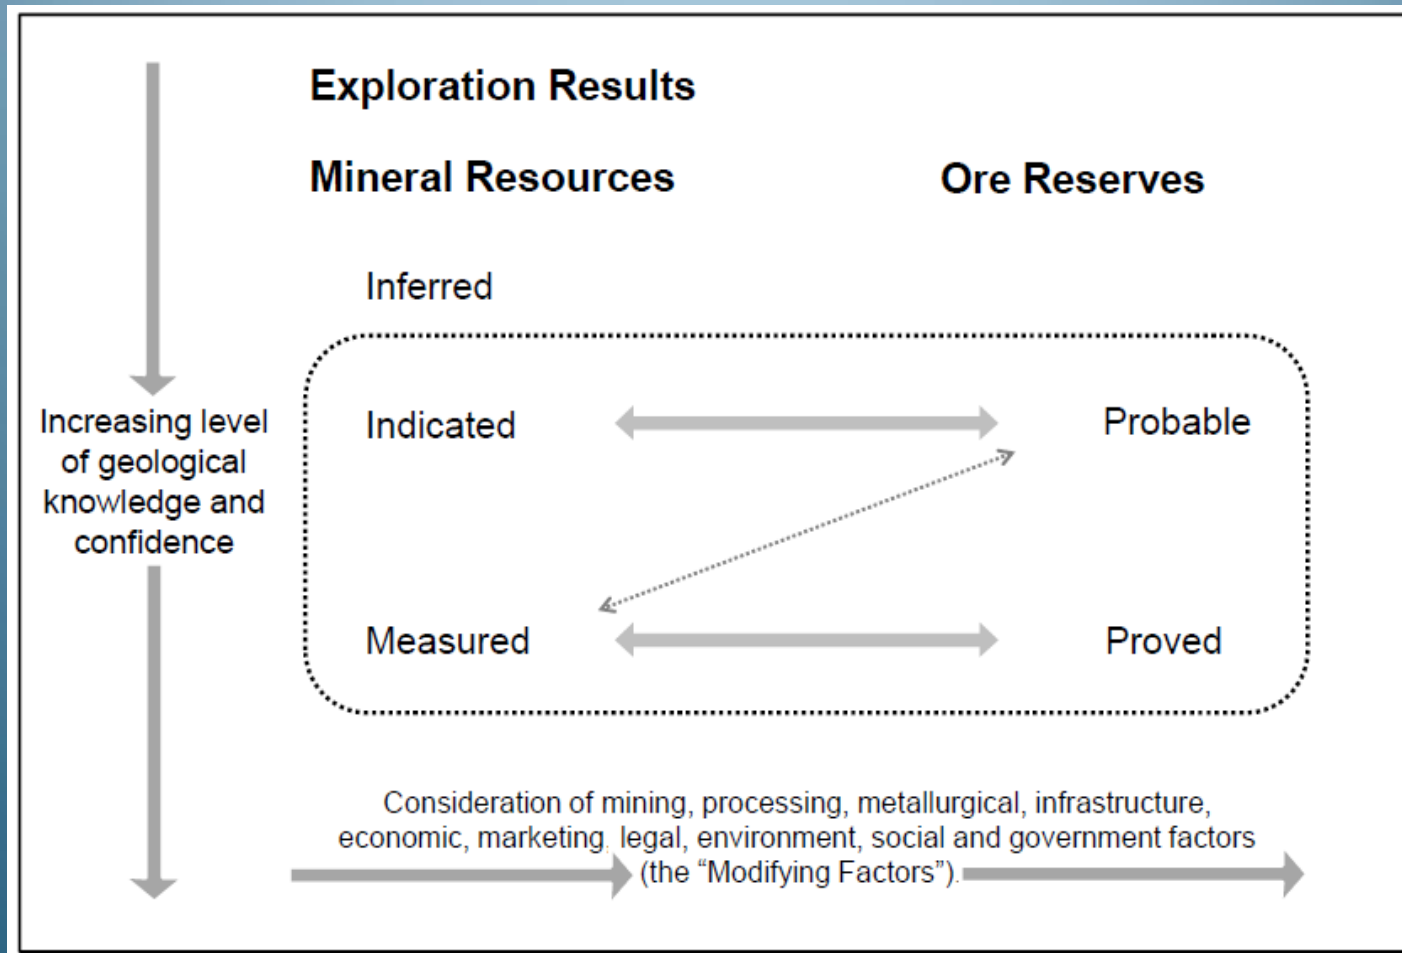 Exploration Results
Mineral Resources
Ore Reserves
Inferred
Increasing level
of geological
knowledge and
confidence
Indicated
Probable
Measured
Proved
Consideration of mining, processing, metallurgical, infrastructure,
economic, marketing, legal, environment, social and government factors
(the “Modifying Factors”).